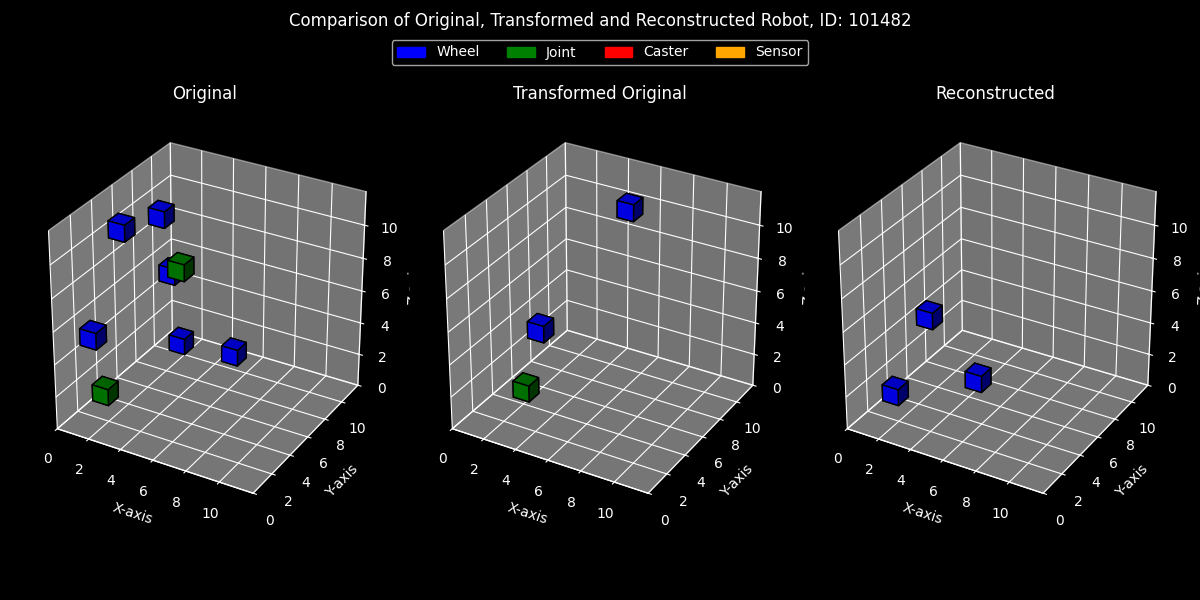 Comparison of Original, Transformed and Reconstructed Robot, ID: 101482
Wheel Joint Caster Sensor
Original
Transformed Original
Reconstructed
0 2 4 6 8 10
X-axis
0 2 4 6 8 10
Y-axis
0 2 4 6 8 10
0 2 4 6 8 10
X-axis
0 2 4 6 8 10
Y-axis
0 2 4 6 8 10
0 2 4 6 8 10
X-axis
0 2 4 6 8 10
Y-axis
0 2 4 6 8 10